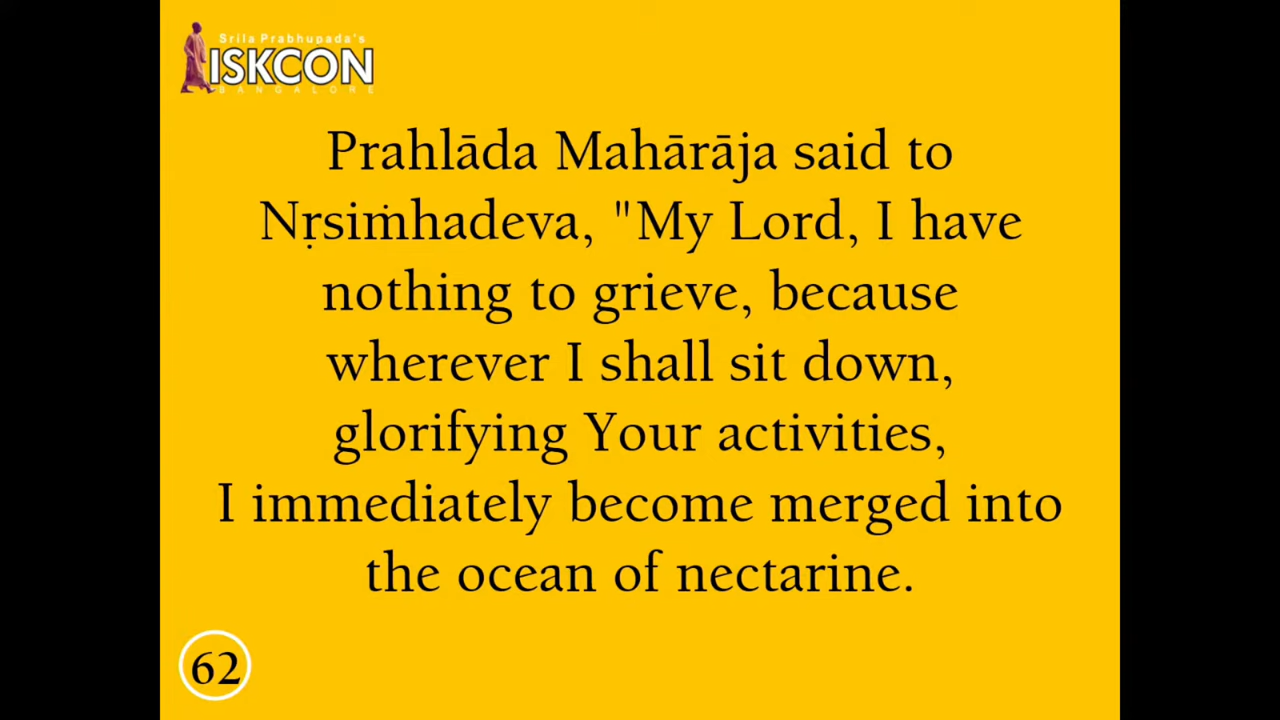 Srila Prabhupada's
ISKCON
BANGALORE
Prahlāda Mahārāja said to
Nṛsiṁhadeva, "My Lord, I have
nothing to grieve, because
wherever I shall sit down,
glorifying Your activities,
I immediately become merged into
the ocean of nectarine.
62